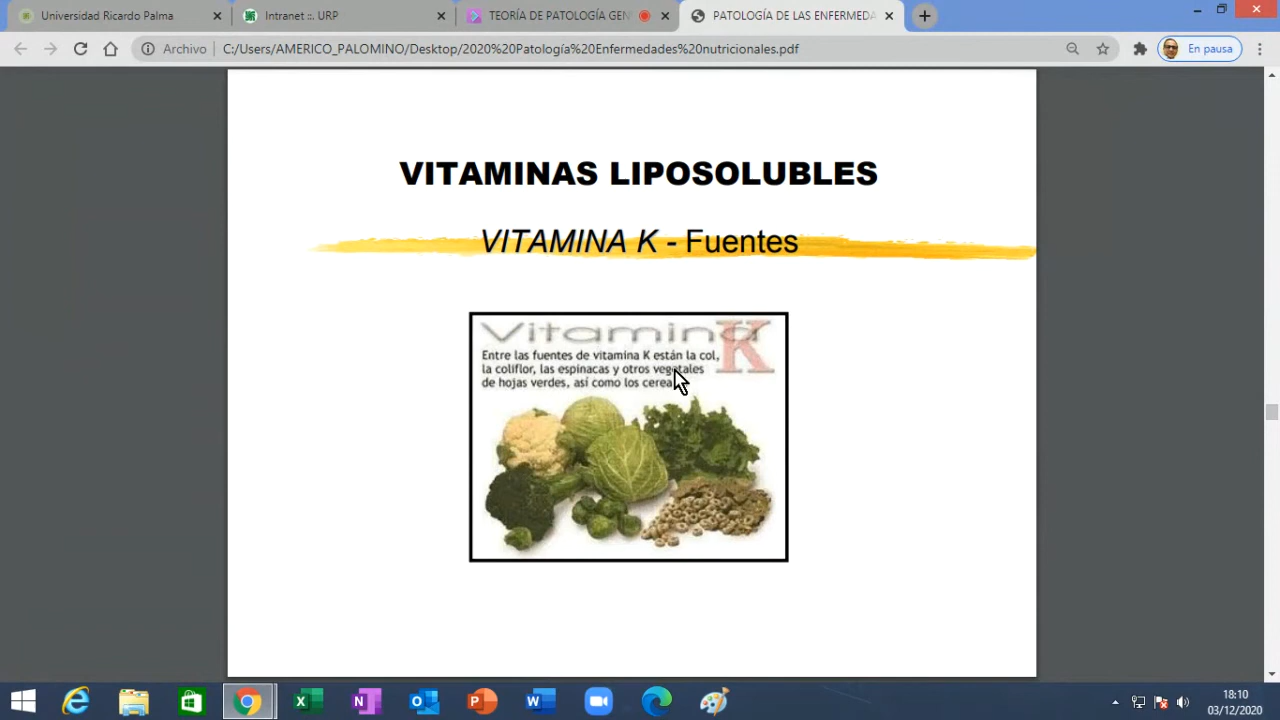 Universidad Ricardo Palma
Intranet ::. URP
TEORÍA DE PATOLOGÍA GEN
PATOLOGÍA DE LAS ENFERMEDA
Archivo
C:/Users/AMERICO_PALOMINO/Desktop/2020%20Patología%20Enfermedades%20nutricionales.pdf
En pausa
VITAMINAS LIPOSOLUBLES
VITAMINA K - Fuentes
Vitamina K
Entre las fuentes de vitamina K están la col,
la coliflor, las espinacas y otros vegetales
de hojas verdes, así como los
18:10
03/12/2020